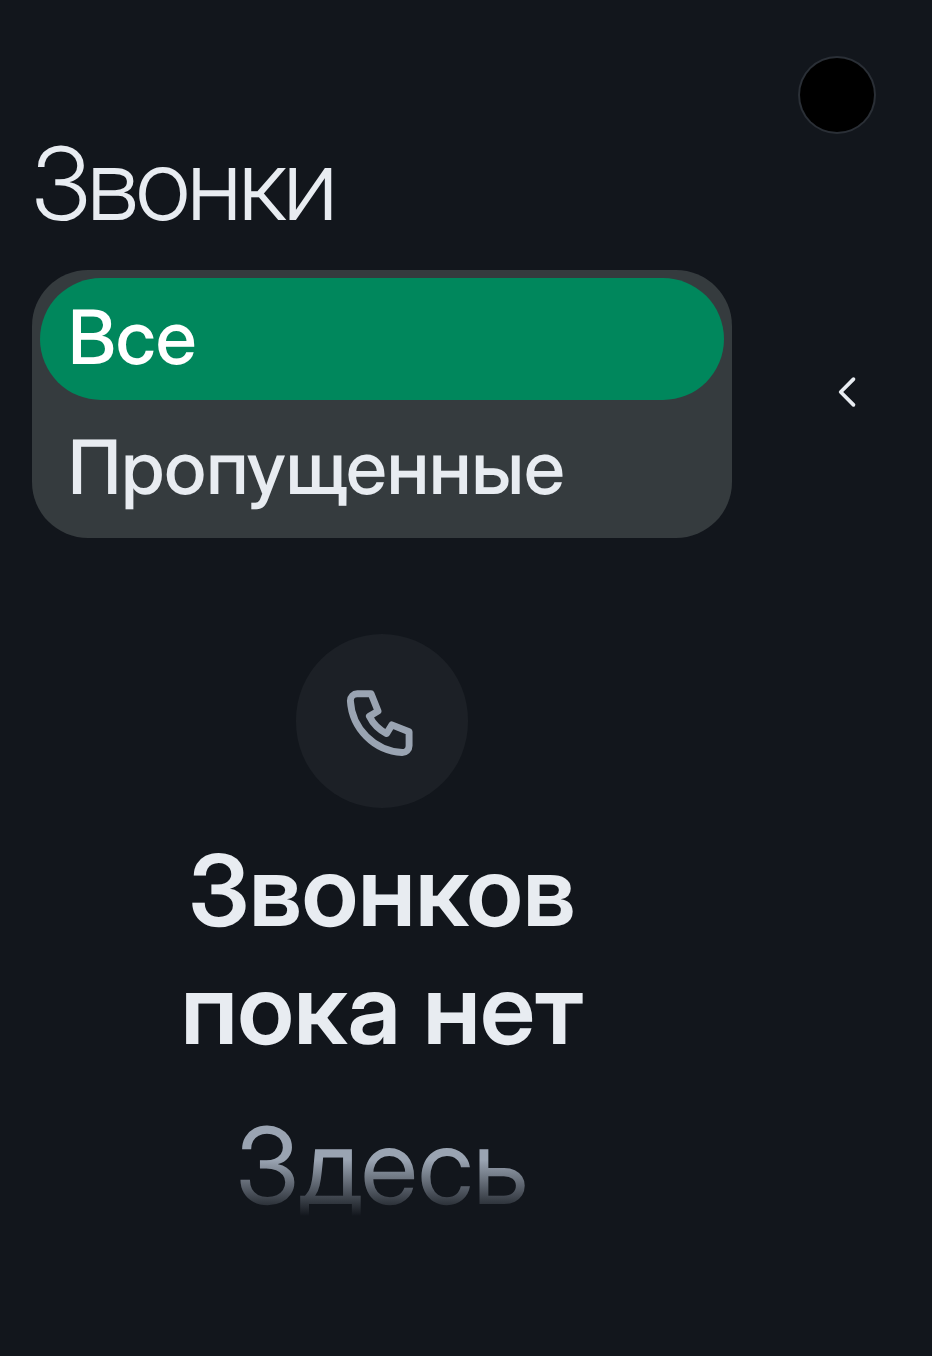 Звонки
Все
Пропущенные
Звонков
пока нет
Здесь